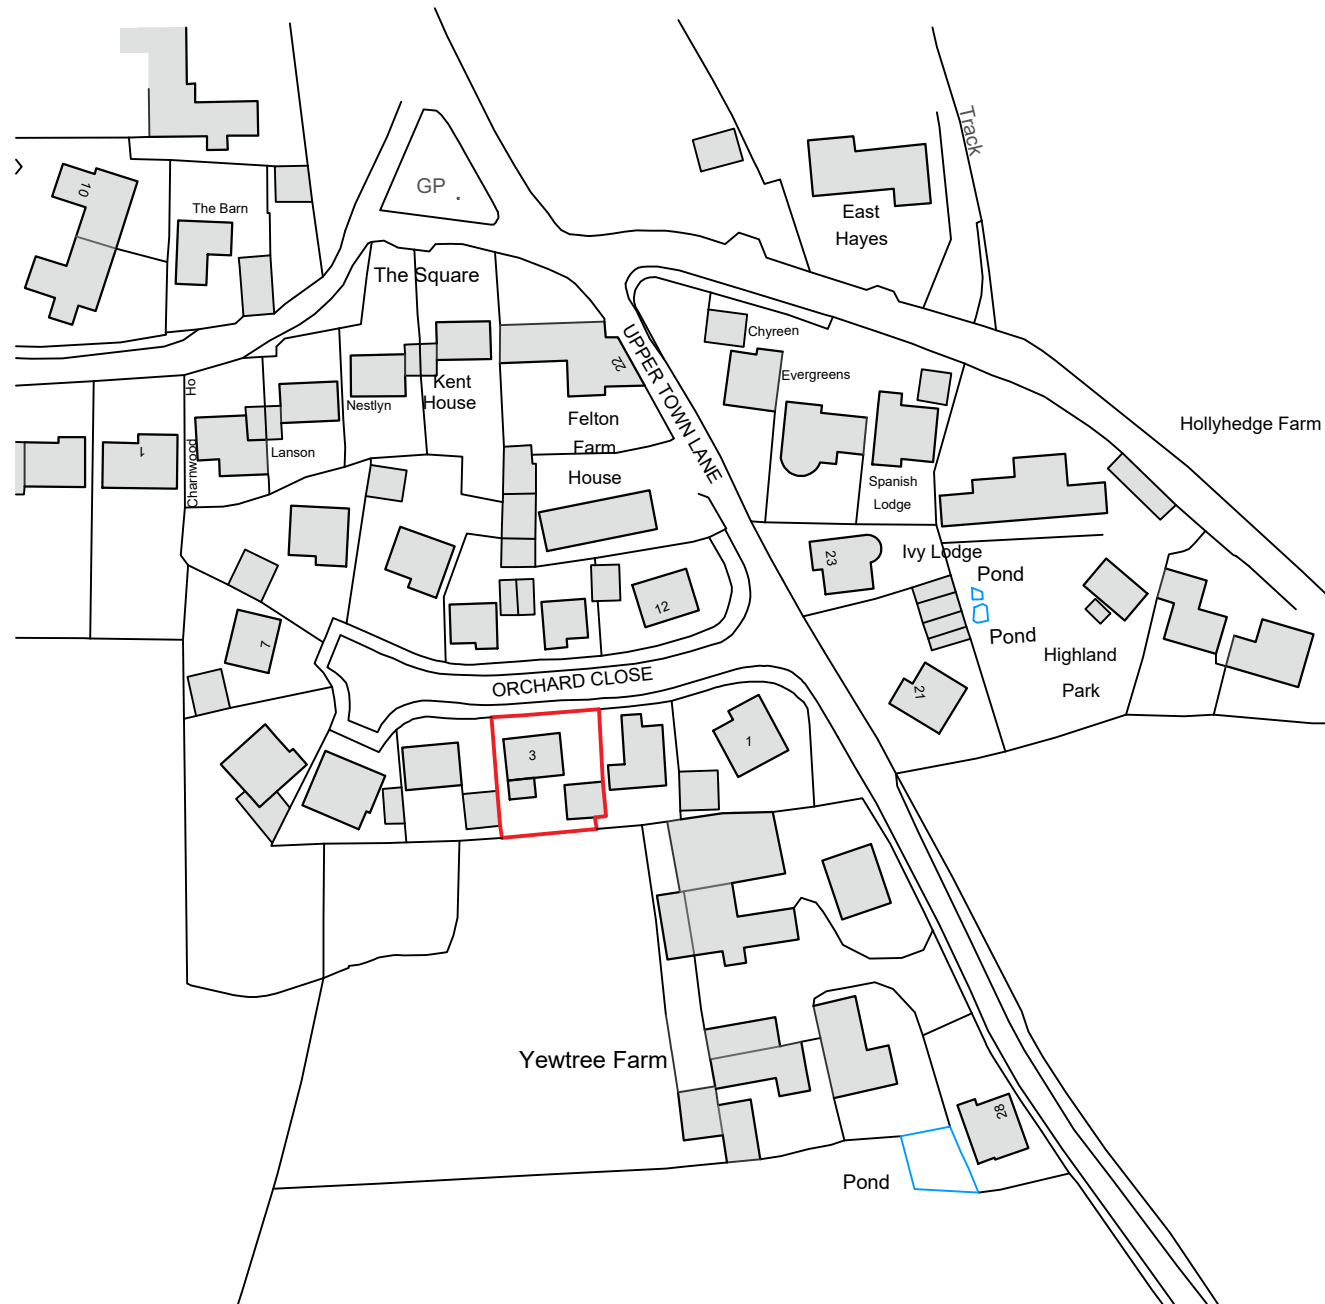 Track
10
GP
The Barn
East
Hayes
The Square
Chyreen
UPPER TOWN LANE
22
Evergreens
Kent
House
Nestlyn
Ho
Felton
Farm
House
Hollyhedge Farm
1
Charnwood
Lanson
Spanish
Lodge
23
Ivy Lodge
Pond
12
Pond
7
Highland
Park
ORCHARD CLOSE
21
3
1
Yewtree Farm
28
Pond